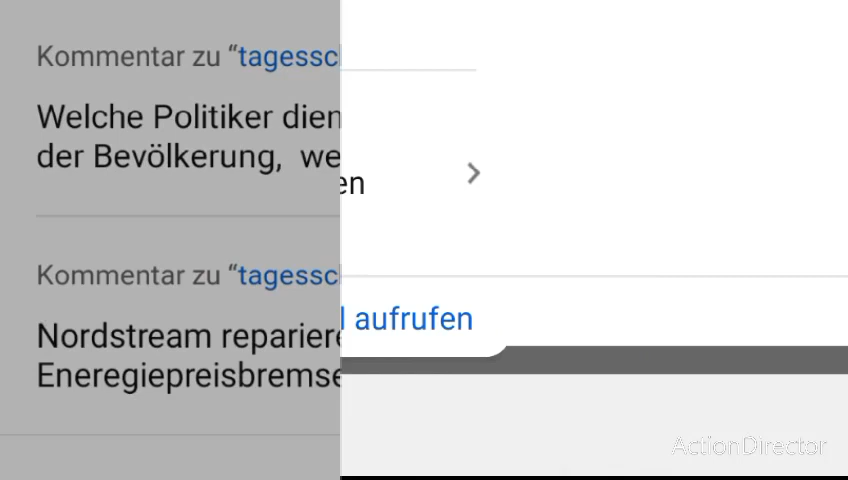 Kommentar zu “tagessc
Welche Politiker dien
der Bevölkerung, we
en
Kommentar zu “tagessc
aufrufen
Nordstream repariere
Eneregiepreisbremse
ActionDirector